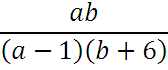 ab
(a − 1)(b + 6)